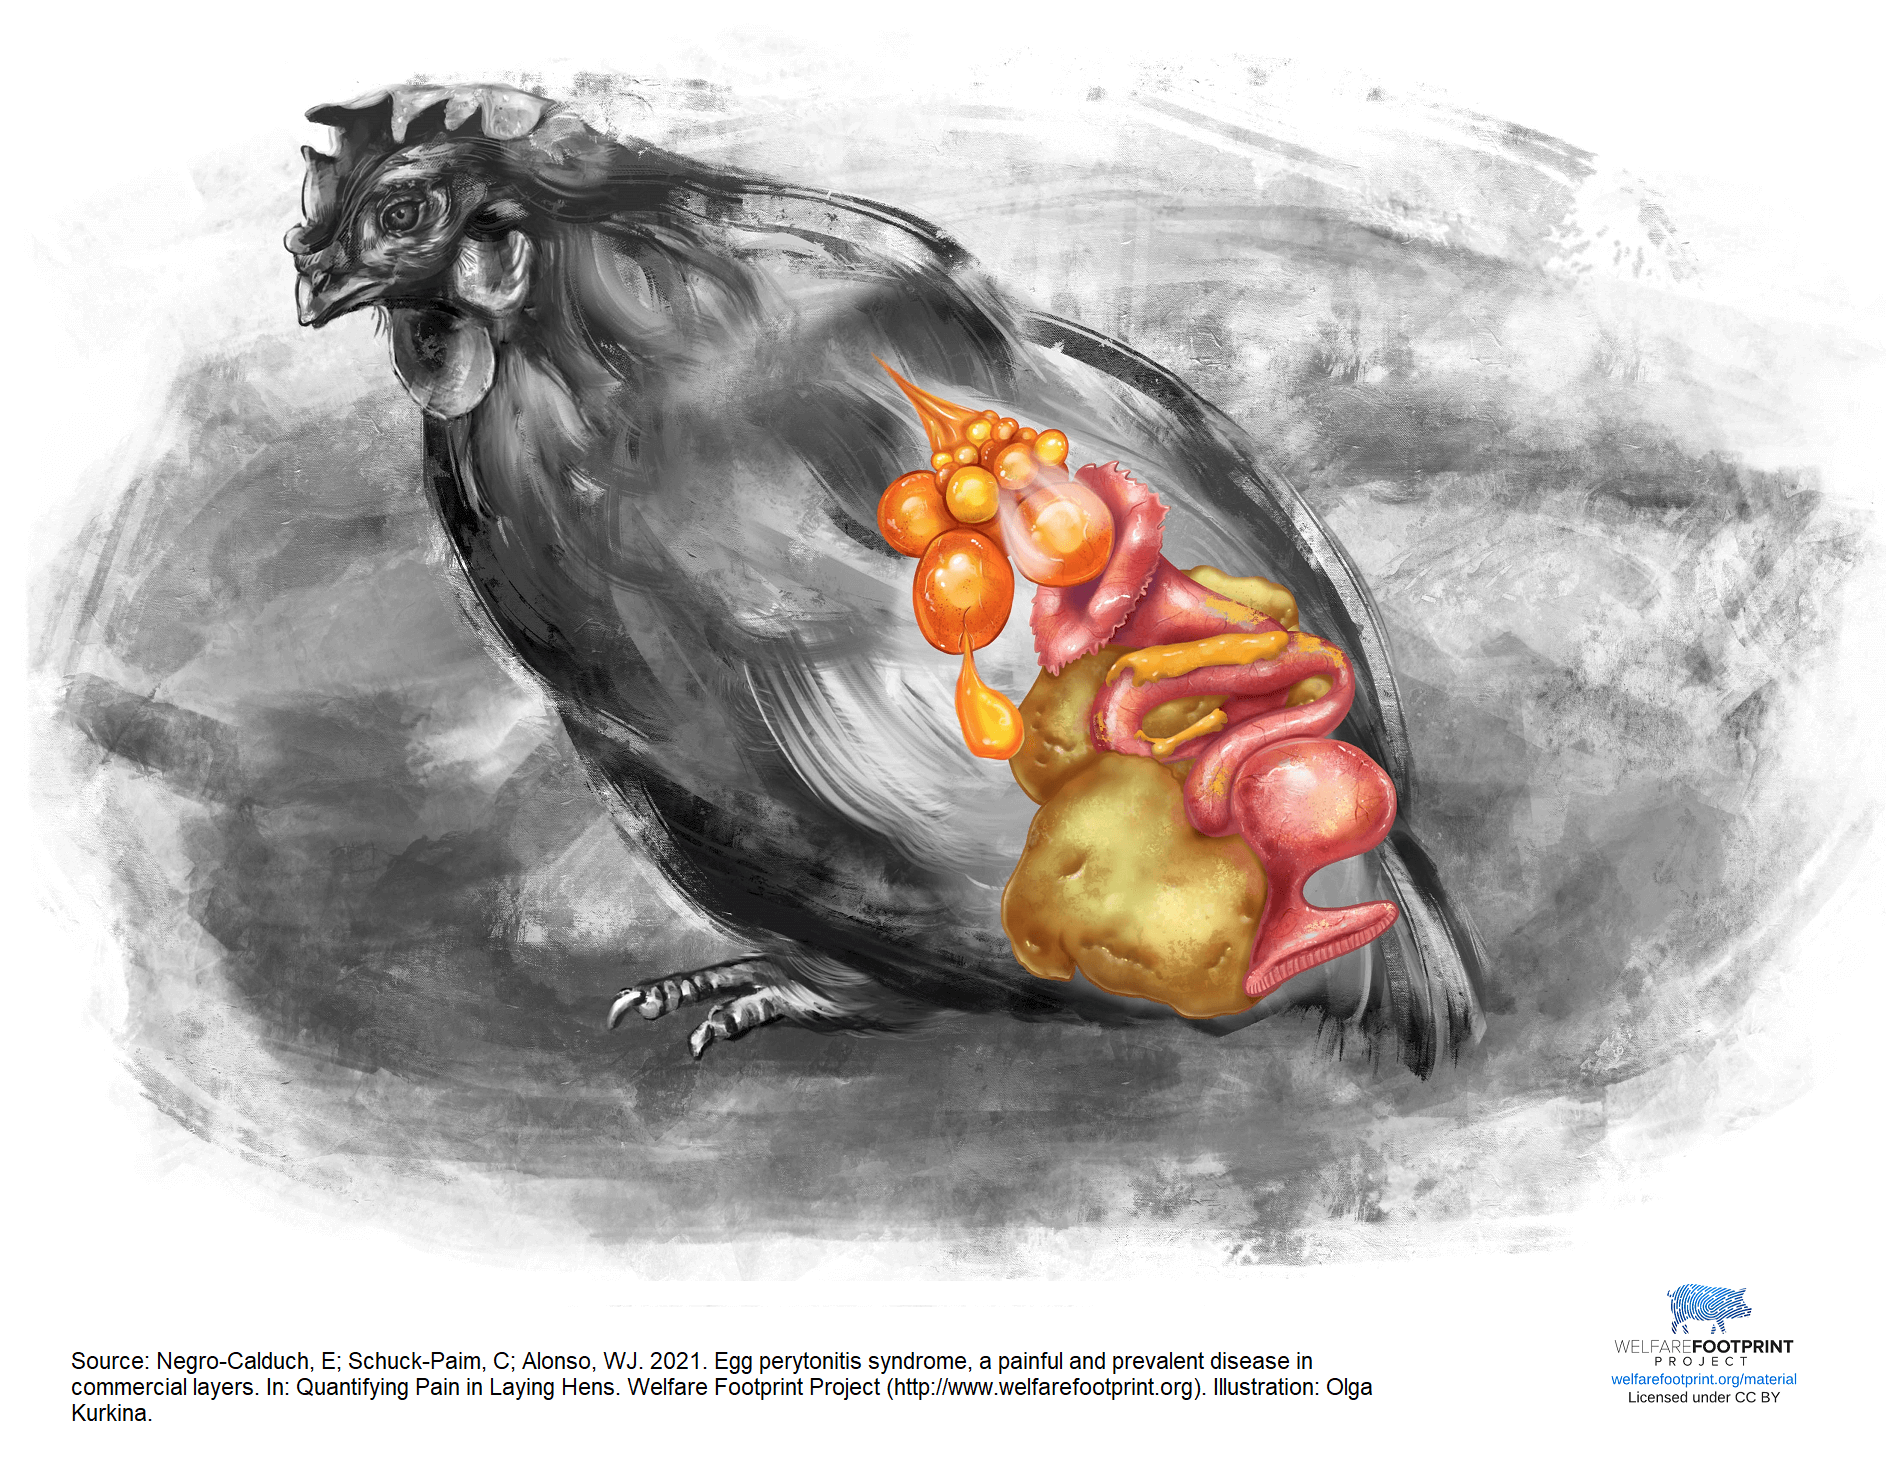 Source: Negro-Calduch, E; Schuck-Paim, C; Alonso, WJ. 2021. Egg perytonitis syndrome, a painful and prevalent disease in
commercial layers. In: Quantifying Pain in Laying Hens. Welfare Footprint Project (http://www.welfarefootprint.org). Illustration: Olga
Kurkina.
WELFAREFOOTPRINT
PROJECT
welfarefootprint.org/material
Licensed under CC BY